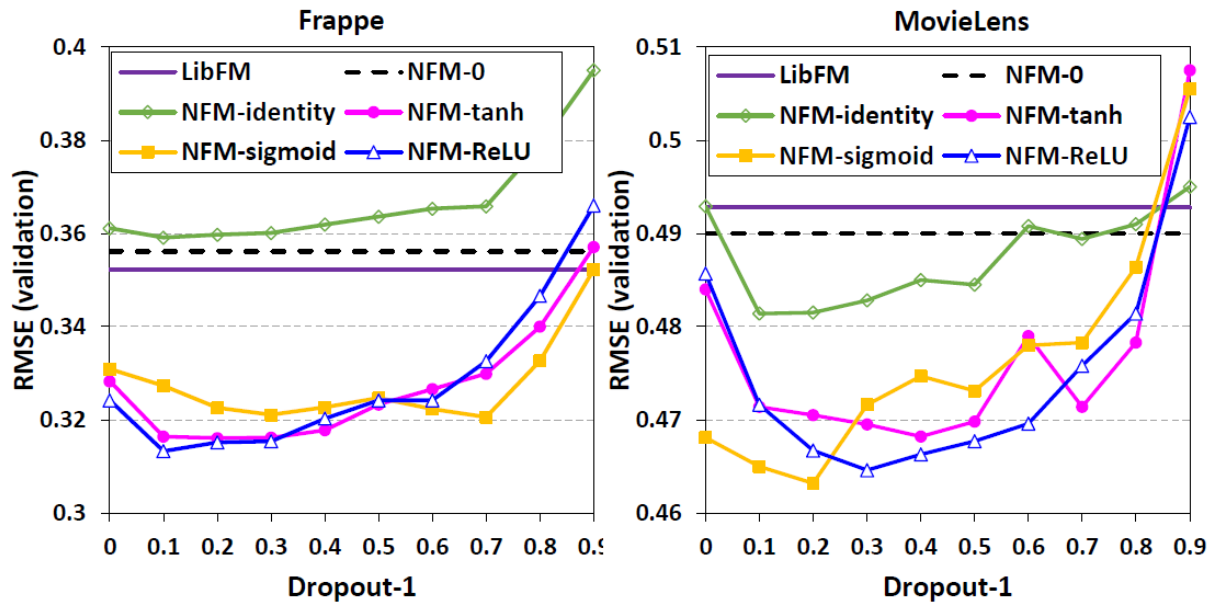 Frappe
0.4
LibFM NFM-0
NFM-identity NFM-tanh
NFM-sigmoid NFM-ReLU
0.38
0.36
0.34
0.32
0.3
RMSE (validation)
0 0.1 0.2 0.3 0.4 0.5 0.6 0.7 0.8 0.9
Dropout-1
MovieLens
0.51
LibFM NFM-0
NFM-identity NFM-tanh
NFM-sigmoid NFM-ReLU
0.5
0.49
0.48
0.47
0.46
RMSE (validation)
0 0.1 0.2 0.3 0.4 0.5 0.6 0.7 0.8 0.9
Dropout-1